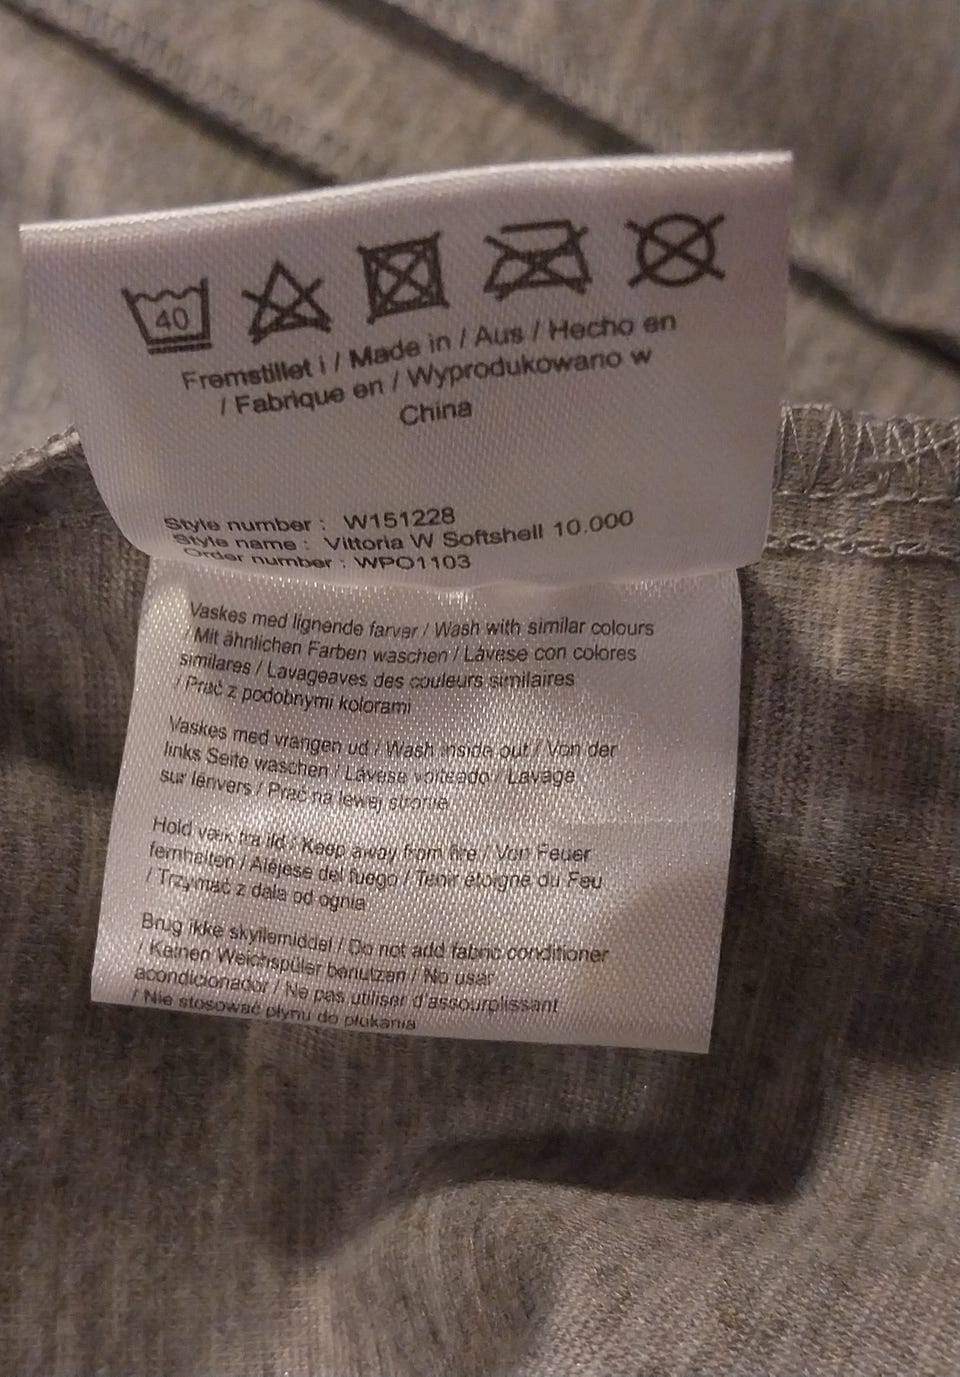 40
Fremstillet i / Made in / Aus / Hecho en
/ Fabrique en / Wyprodukowano w
China
Style number : W151228
Style name : Vittoria W Softshell 10.000
Order number : WPO1103
Vaskes med lignende farver / Wash with similar colours
/ Mit ähnlichen Farben waschen / Lávese con colores
similares / Lavageaves des couleurs similaires
/ Prać z podobnymi kolorami
Vaskes med vrangen ud / Wash inside out / Von der
links Seite waschen / Lávese volteado / Lavage
sur lénvers / Prać na lewej stronie
Hold væk fra ild / Keep away from fire / Von Feuer
fernhalten / Aléjese del fuego / Tenir éloigné du Feu
/ Trzymać z dala od ognia
Brug ikke skyllemiddel / Do not add fabric conditioner
/ Keinen Weichspüler benutzen / No usar
acondicionador / Ne pas utiliser d'assourplissant
/ Nie stosować płynu do płukania